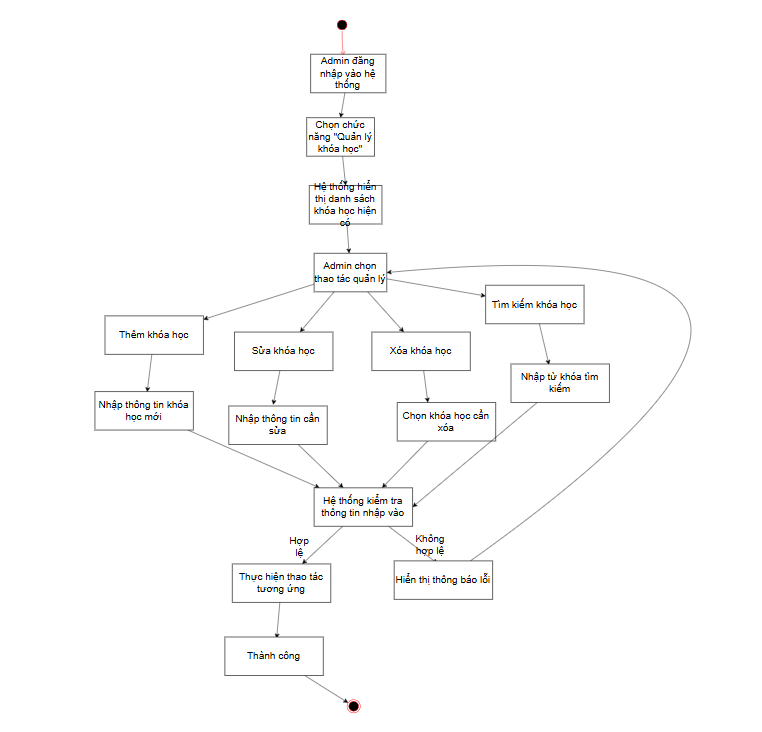 Admin đăng
nhập vào hệ
thống
Chọn chức
năng "Quản lý
khóa học"
Hệ thống hiển
thị danh sách
khóa học hiện
có
Admin chọn
thao tác quản lý
Tìm kiếm khóa học
Thêm khóa học
Sửa khóa học
Xóa khóa học
Nhập từ khóa tìm
kiếm
Nhập thông tin khóa
học mới
Nhập thông tin cần
sửa
Chọn khóa học cần
xóa
Hệ thống kiểm tra
thông tin nhập vào
Hợp
lệ
Không
hợp lệ
Thực hiện thao tác
tương ứng
Hiển thị thông báo lỗi
Thành công